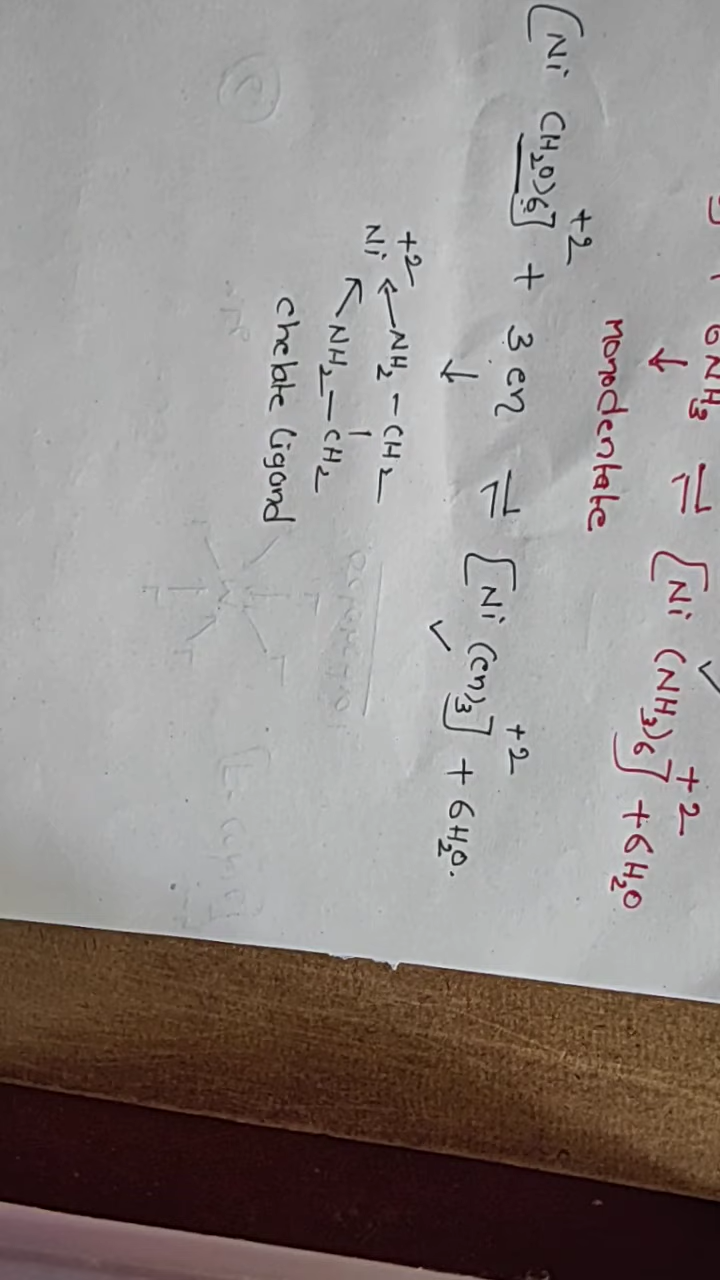 + 6NH3 ⇌ [Ni (NH3)6]+2 + 6H2O
↓
monodentate
[Ni (H2O)6]+2 + 3 en ⇌ [Ni (en)3]+2 + 6H2O.
↓
+2
Ni ← NH2 - CH2
NH2 - CH2
chelate ligand